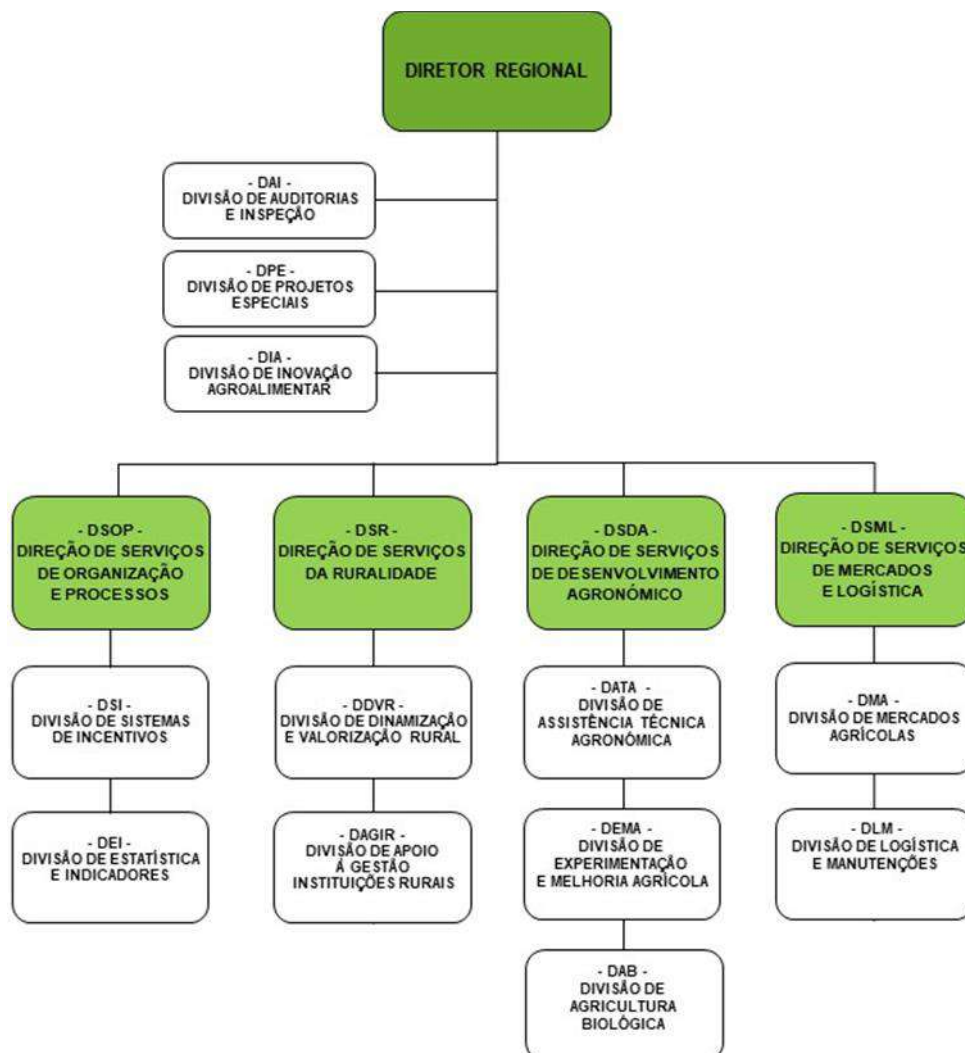 DIRETOR REGIONAL
- DAI -
DIVISÃO DE AUDITORIAS
E INSPEÇÃO
- DPE -
DIVISÃO DE PROJETOS
ESPECIAIS
- DIA -
DIVISÃO DE INOVAÇÃO
AGROALIMENTAR
- DSOP -
DIREÇÃO DE SERVIÇOS
DE ORGANIZAÇÃO
E PROCESSOS
- DSR -
DIREÇÃO DE SERVIÇOS
DA RURALIDADE
- DSDA -
DIREÇÃO DE SERVIÇOS
DE DESENVOLVIMENTO
AGRONÓMICO
- DSML -
DIREÇÃO DE SERVIÇOS
DE MERCADOS
E LOGÍSTICA
- DSI -
DIVISÃO DE SISTEMAS
DE INCENTIVOS
- DDVR -
DIVISÃO DE DINAMIZAÇÃO
E VALORIZAÇÃO RURAL
- DATA -
DIVISÃO DE
ASSISTÊNCIA TÉCNICA
AGRONÓMICA
- DMA -
DIVISÃO DE MERCADOS
AGRÍCOLAS
- DEI -
DIVISÃO DE ESTATÍSTICA
E INDICADORES
- DAGIR -
DIVISÃO DE APOIO
À GESTÃO
INSTITUIÇÕES RURAIS
- DEMA -
DIVISÃO DE
EXPERIMENTAÇÃO
E MELHORIA AGRÍCOLA
- DLM -
DIVISÃO DE LOGÍSTICA
E MANUTENÇÕES
- DAB -
DIVISÃO DE
AGRICULTURA
BIOLÓGICA